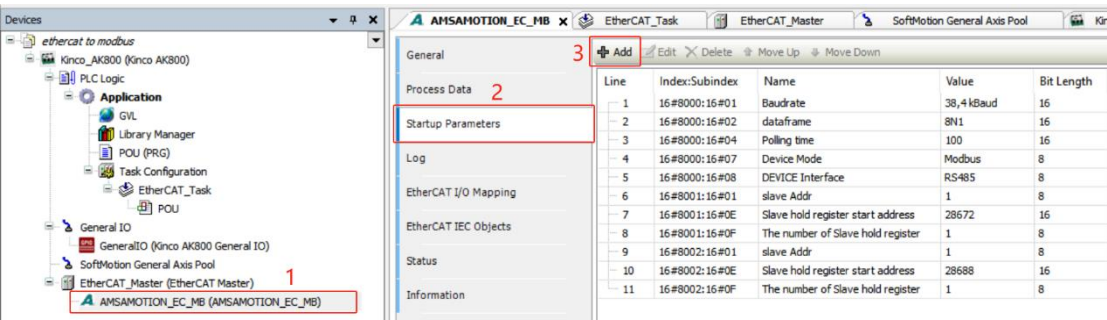 Devices
ethercat to modbus
Kinco_AK800 (Kinco AK800)
PLC Logic
Application
GVL
Library Manager
POU (PRG)
Task Configuration
EtherCAT_Task
POU
General IO
GeneralIO (Kinco AK800 General IO)
SoftMotion General Axis Pool
EtherCAT_Master (EtherCAT Master)
1
AMSAMOTION_EC_MB (AMSAMOTION_EC_MB)
AMSAMOTION_EC_MB EtherCAT_Task EtherCAT_Master SoftMotion General Axis Pool Kin
General
Process Data
2
Startup Parameters
Log
EtherCAT I/O Mapping
EtherCAT IEC Objects
Status
Information
3 Add Edit Delete Move Up Move Down
Line Index:Subindex Name Value Bit Length
1 16#8000:16#01 Baudrate 38,4 kBaud 16
2 16#8000:16#02 dataframe 8N1 16
3 16#8000:16#04 Polling time 100 16
4 16#8000:16#07 Device Mode Modbus 8
5 16#8000:16#08 DEVICE Interface RS485 8
6 16#8001:16#01 slave Addr 1 8
7 16#8001:16#0E Slave hold register start address 28672 16
8 16#8001:16#0F The number of Slave hold register 1 8
9 16#8002:16#01 slave Addr 1 8
10 16#8002:16#0E Slave hold register start address 28688 16
11 16#8002:16#0F The number of Slave hold register 1 8